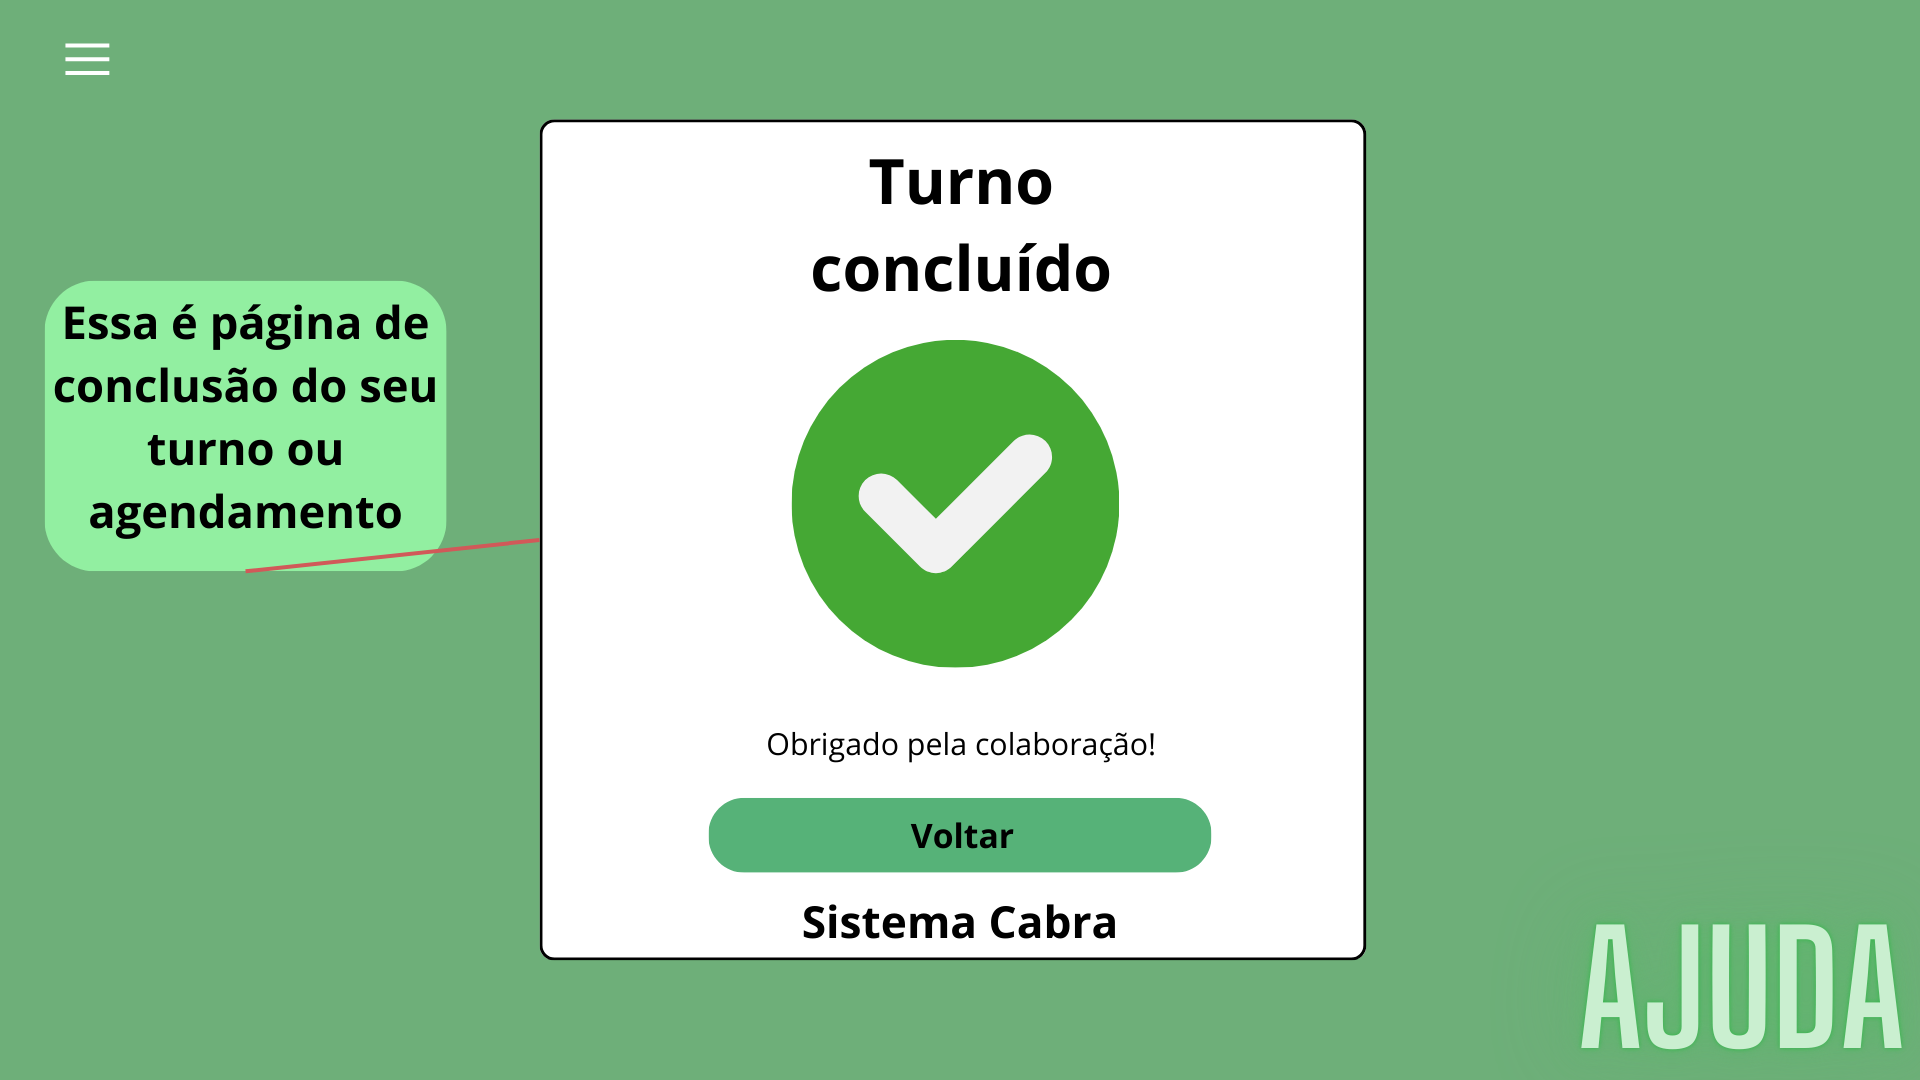 Turno
concluído
Essa é página de
conclusão do seu
turno ou
agendamento
Obrigado pela colaboração!
Voltar
Sistema Cabra
AJUDA